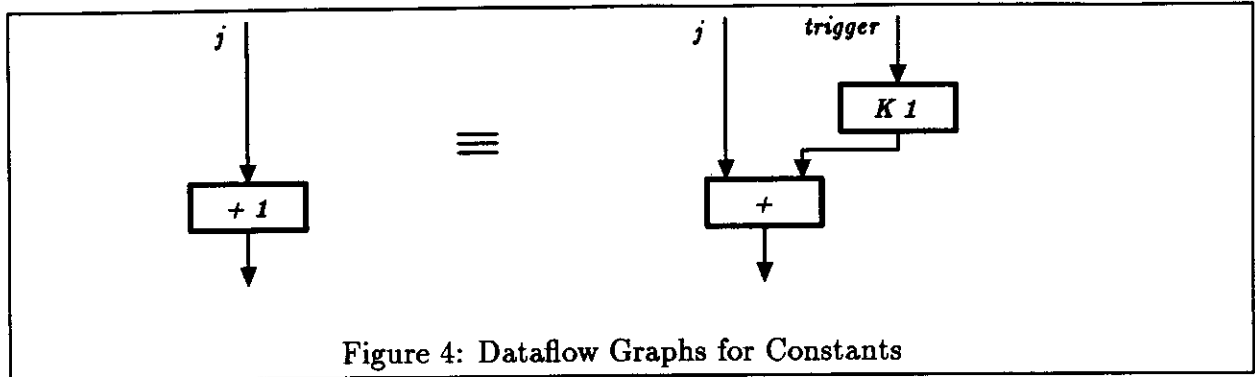 j j trigger
K 1
≡
+ 1 +
Figure 4: Dataflow Graphs for Constants